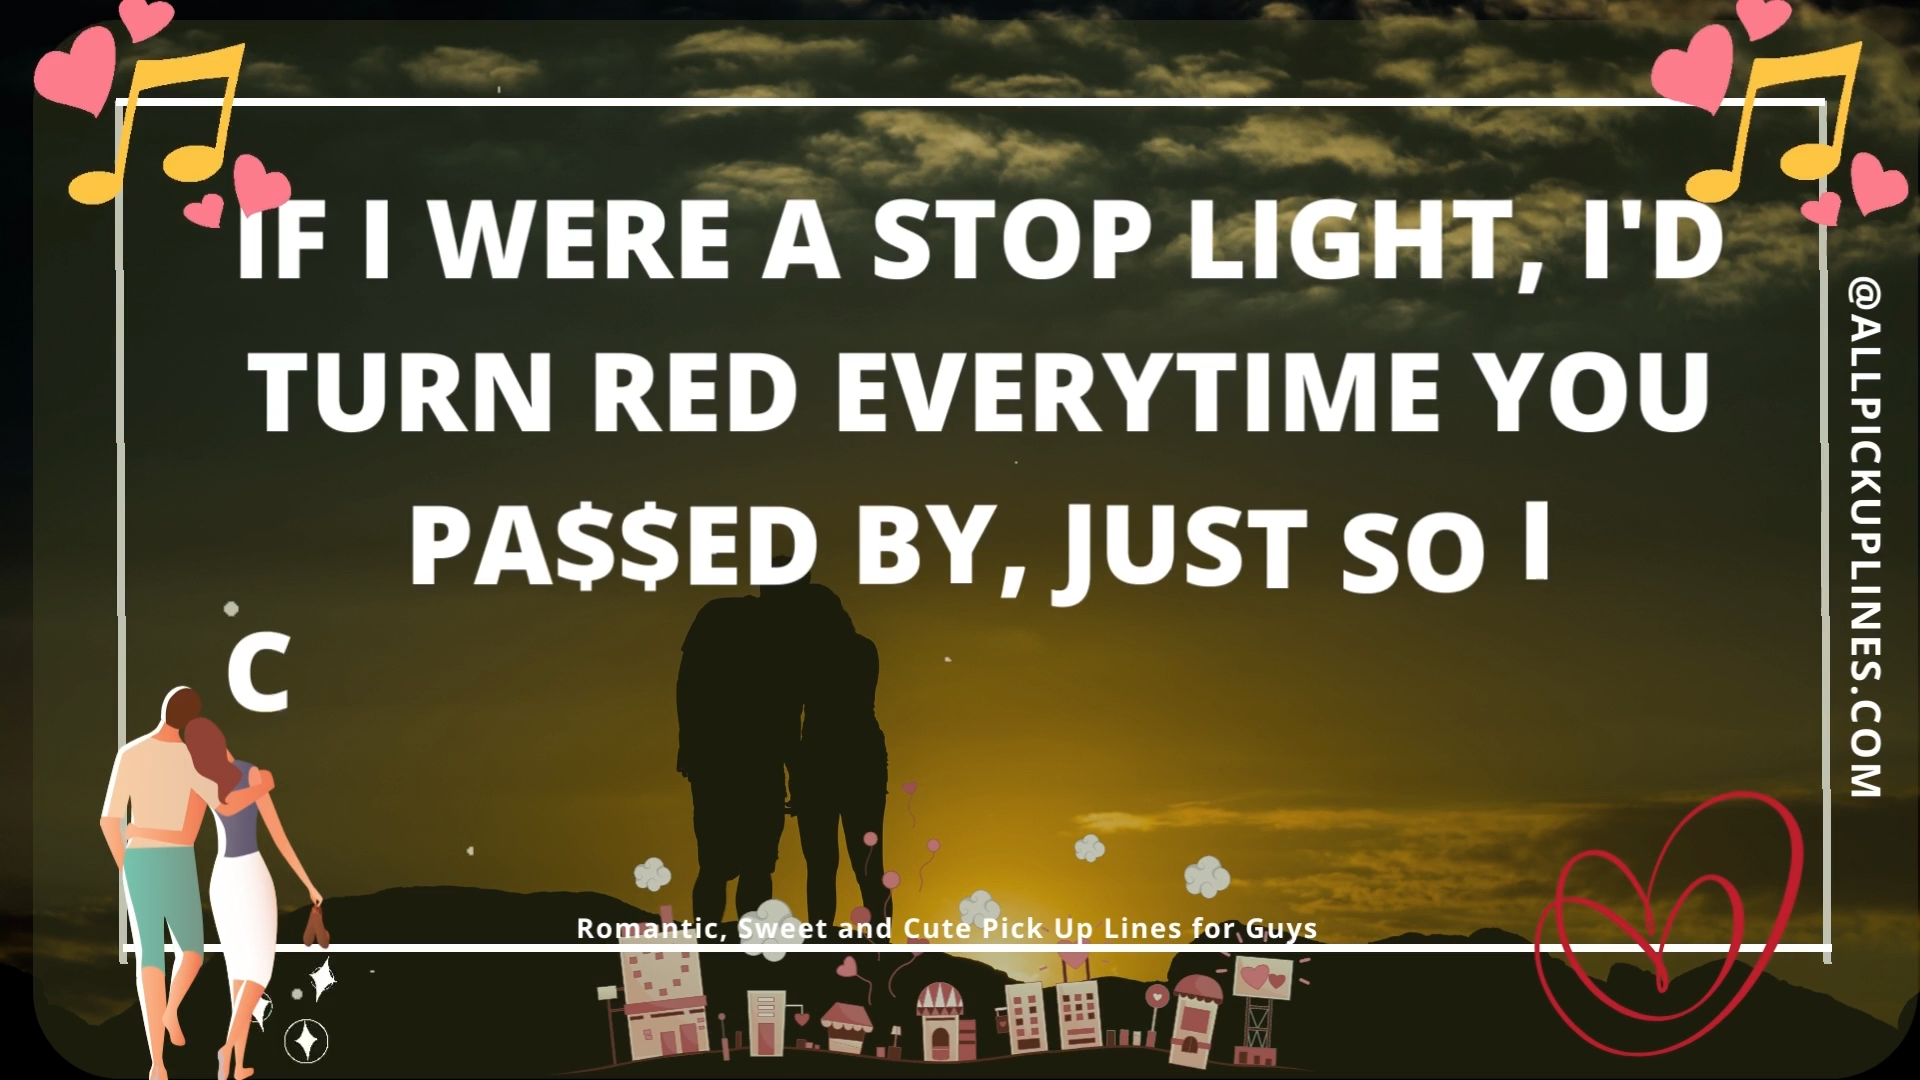 IF I WERE A STOP LIGHT, I'D
TURN RED EVERYTIME YOU
PA$$ED BY, JUST SO I
C
Romantic, Sweet and Cute Pick Up Lines for Guys
@ALLPICKUPLINES.COM